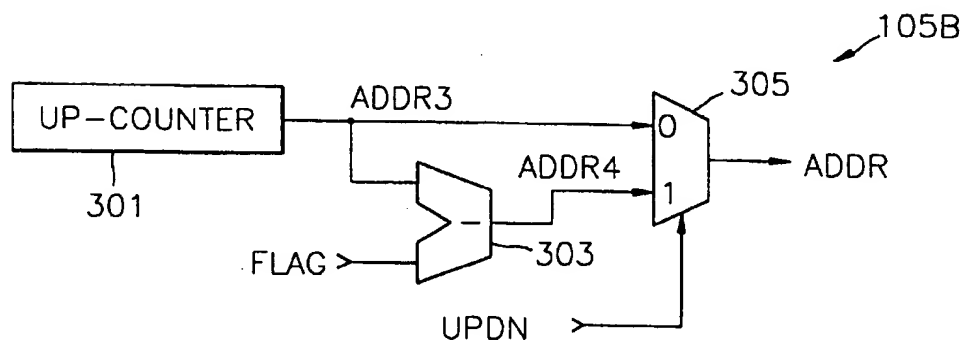 105B
305
ADDR3
UP-COUNTER
0
ADDR
ADDR4
1
301
−
303
FLAG
UPDN